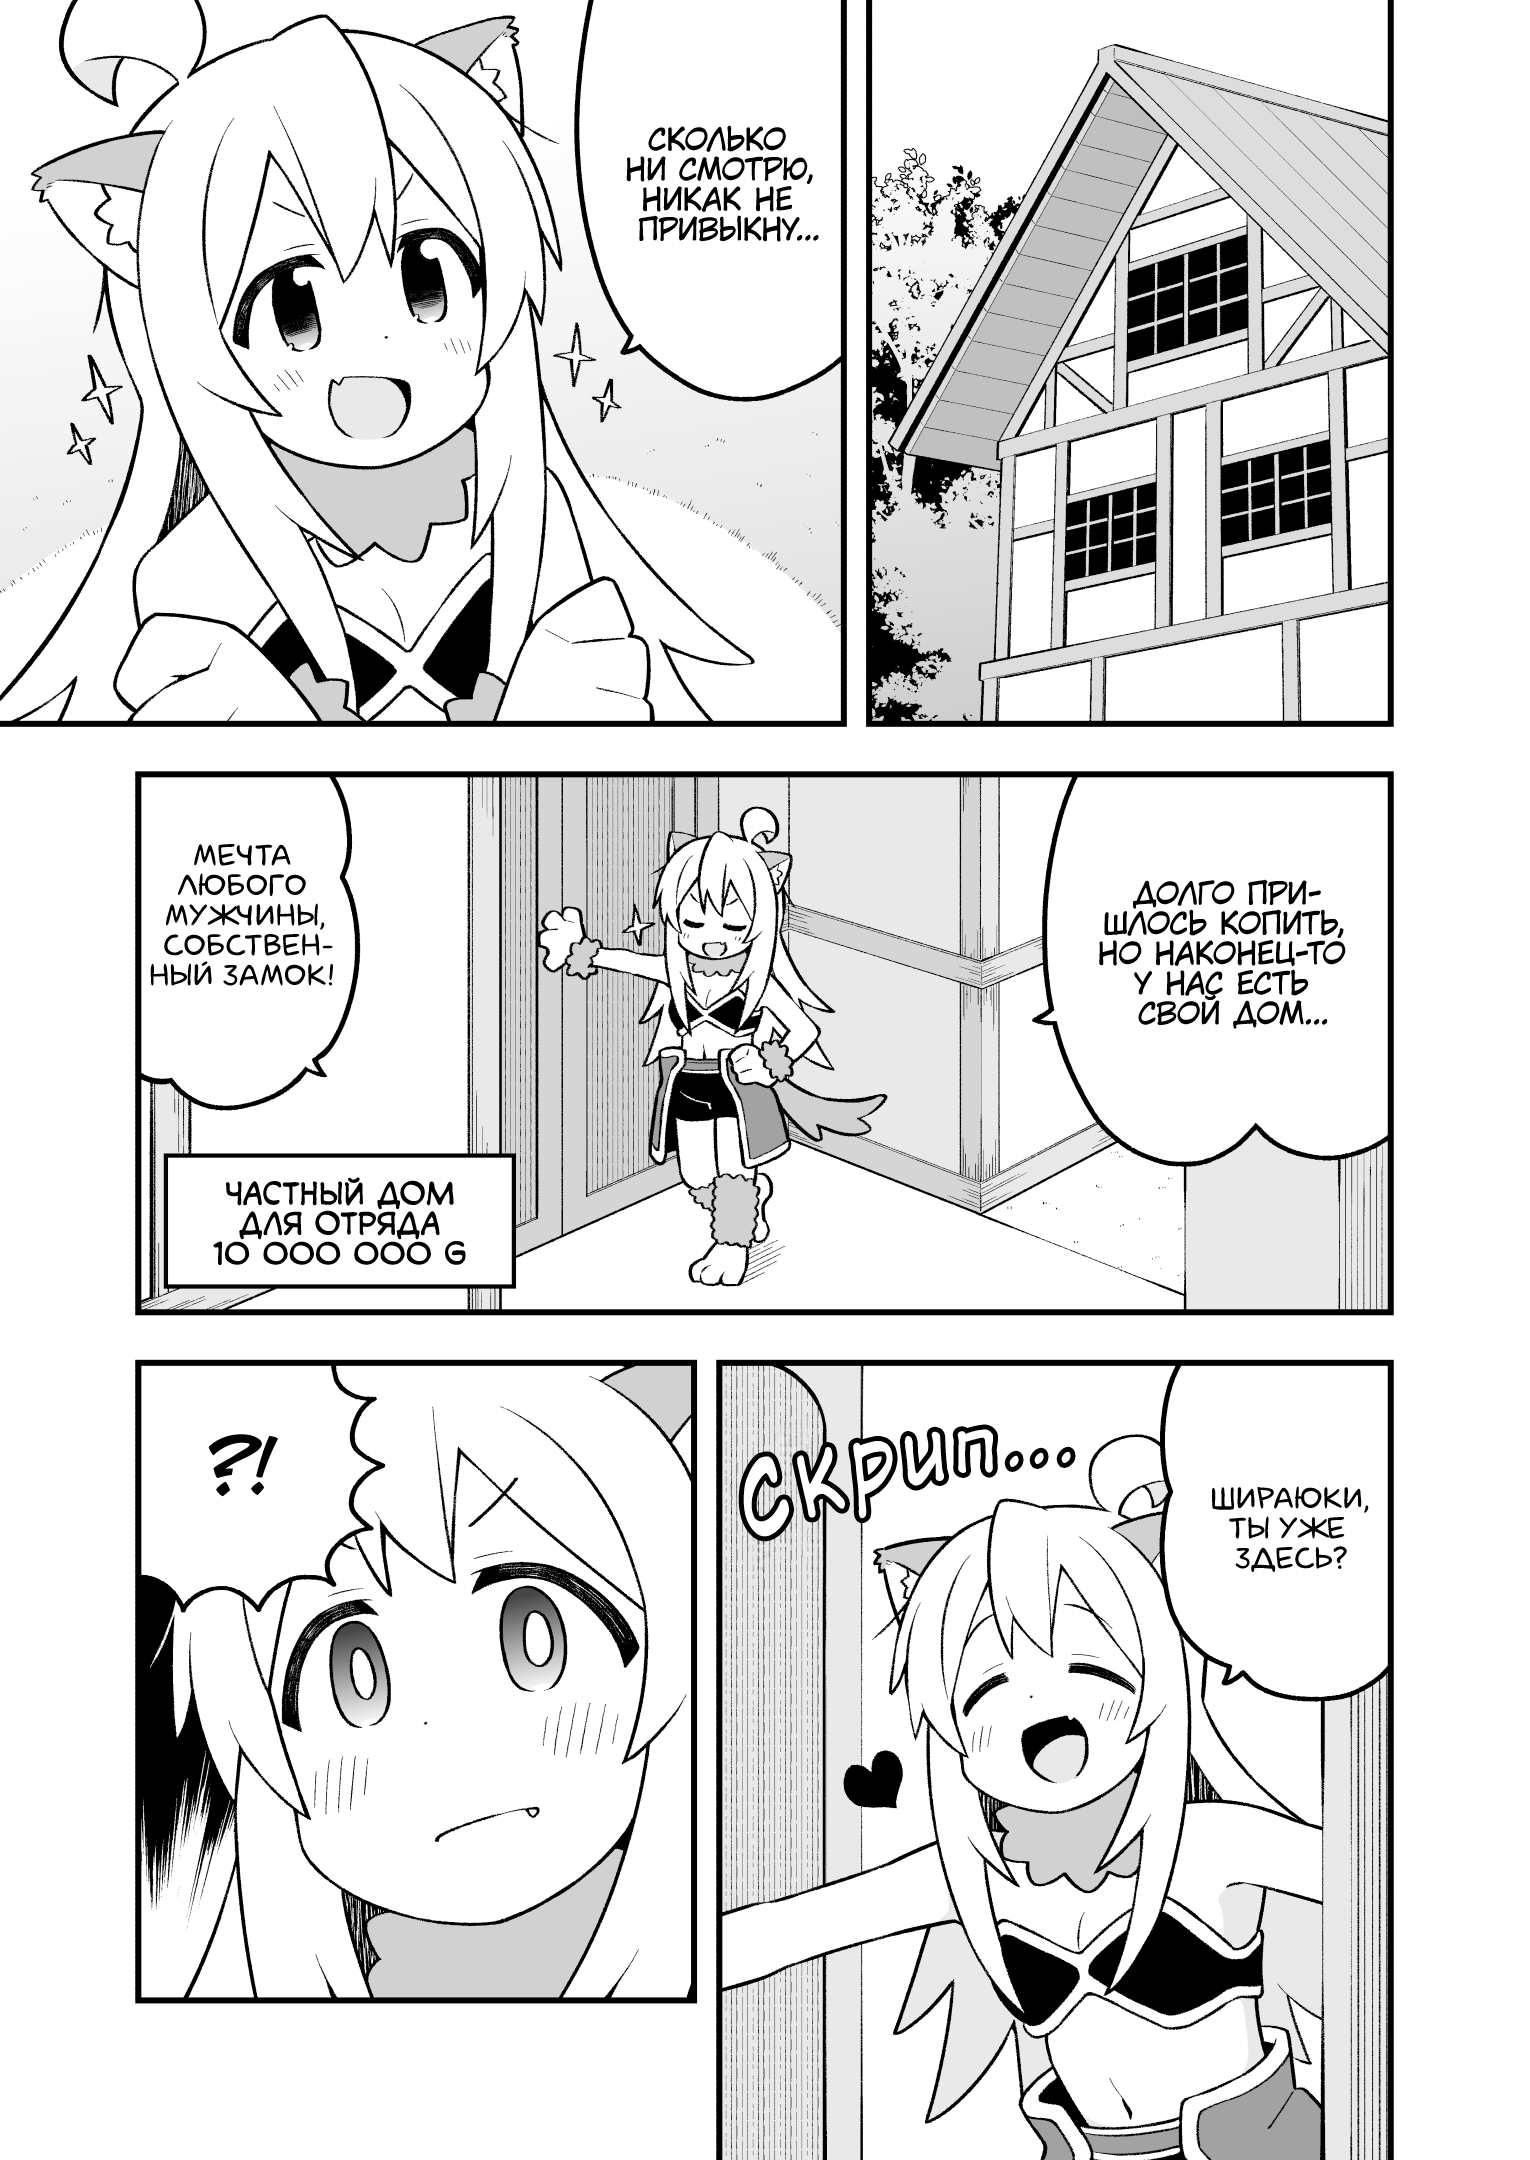 СКОЛЬКО
НИ СМОТРЮ,
НИКАК НЕ
ПРИВЫКНУ...
ДОЛГО ПРИ-
ШЛОСЬ КОПИТЬ,
НО НАКОНЕЦ-ТО
У НАС ЕСТЬ
СВОЙ ДОМ...
МЕЧТА
ЛЮБОГО
МУЖЧИНЫ,
СОБСТВЕН-
НЫЙ ЗАМОК!
ЧАСТНЫЙ ДОМ
ДЛЯ ОТРЯДА
10 000 000 G
ШИРАЮКИ,
ТЫ УЖЕ
ЗДЕСЬ?
СКРИП...
?!